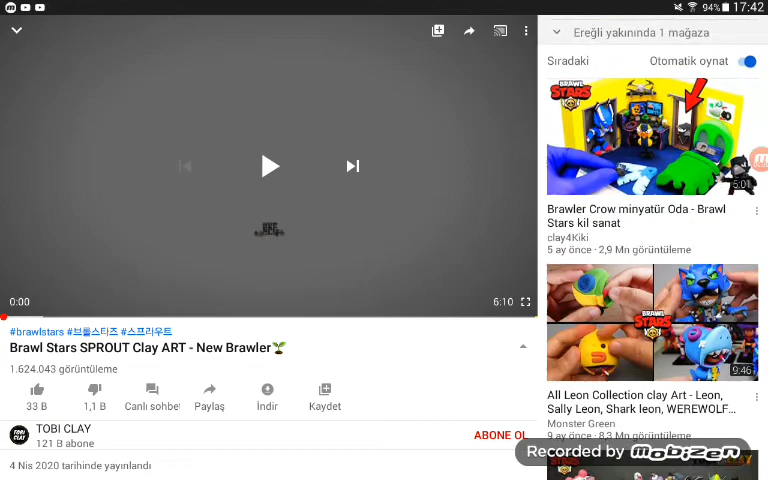 94% 17:42
Ereğli yakınında 1 mağaza
Sıradaki
Otomatik oynat
BRAWL
STARS
5:01
Brawler Crow minyatür Oda - Brawl
Stars kil sanat
clay4Kiki
5 ay önce · 2,9 Mn görüntüleme
BRAWL
STARS
9:46
All Leon Collection clay Art - Leon,
Sally Leon, Shark leon, WEREWOLF...
Monster Green
9 ay önce · 8,3 Mn görüntüleme
0:00
6:10
#brawlstars #브롤스타즈 #스프라우트
Brawl Stars SPROUT Clay ART - New Brawler
1.624.043 görüntüleme
33 B
1,1 B
Canlı sohbet
Paylaş
İndir
Kaydet
TOBI
CLAY
TOBI CLAY
121 B abone
ABONE OL
4 Nis 2020 tarihinde yayınlandı
Recorded by mobizen